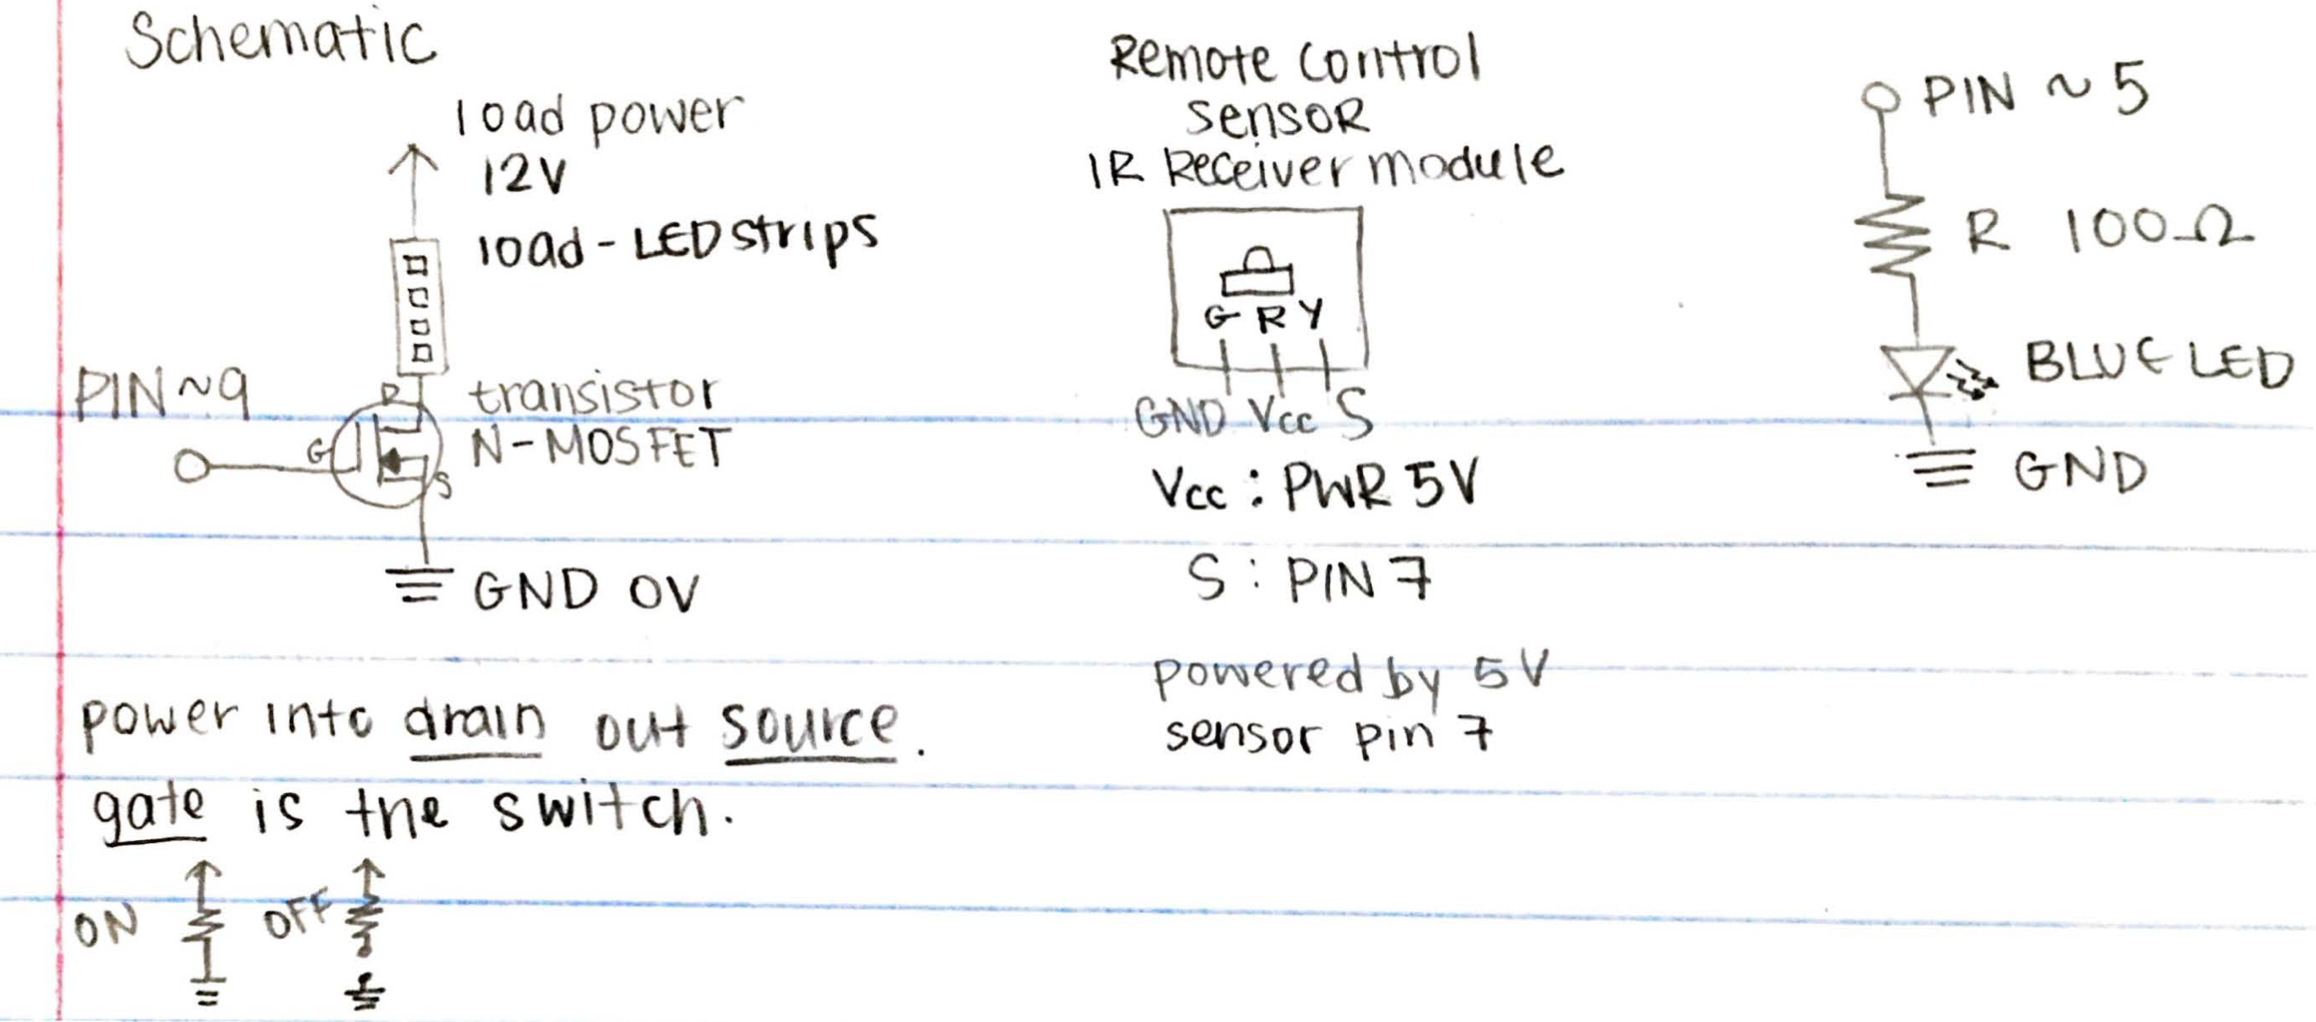 Schematic
load power
12V
load - LED strips
PIN ~9
D
G
S
transistor
N-MOSFET
GND 0V
power into drain out source.
gate is the switch.
ON OFF
Remote control
sensoR
IR Receiver module
G R Y
GND Vcc S
Vcc : PWR 5V
S : PIN 7
powered by 5V
sensor pin 7
PIN ~ 5
R 100Ω
BLUE LED
GND